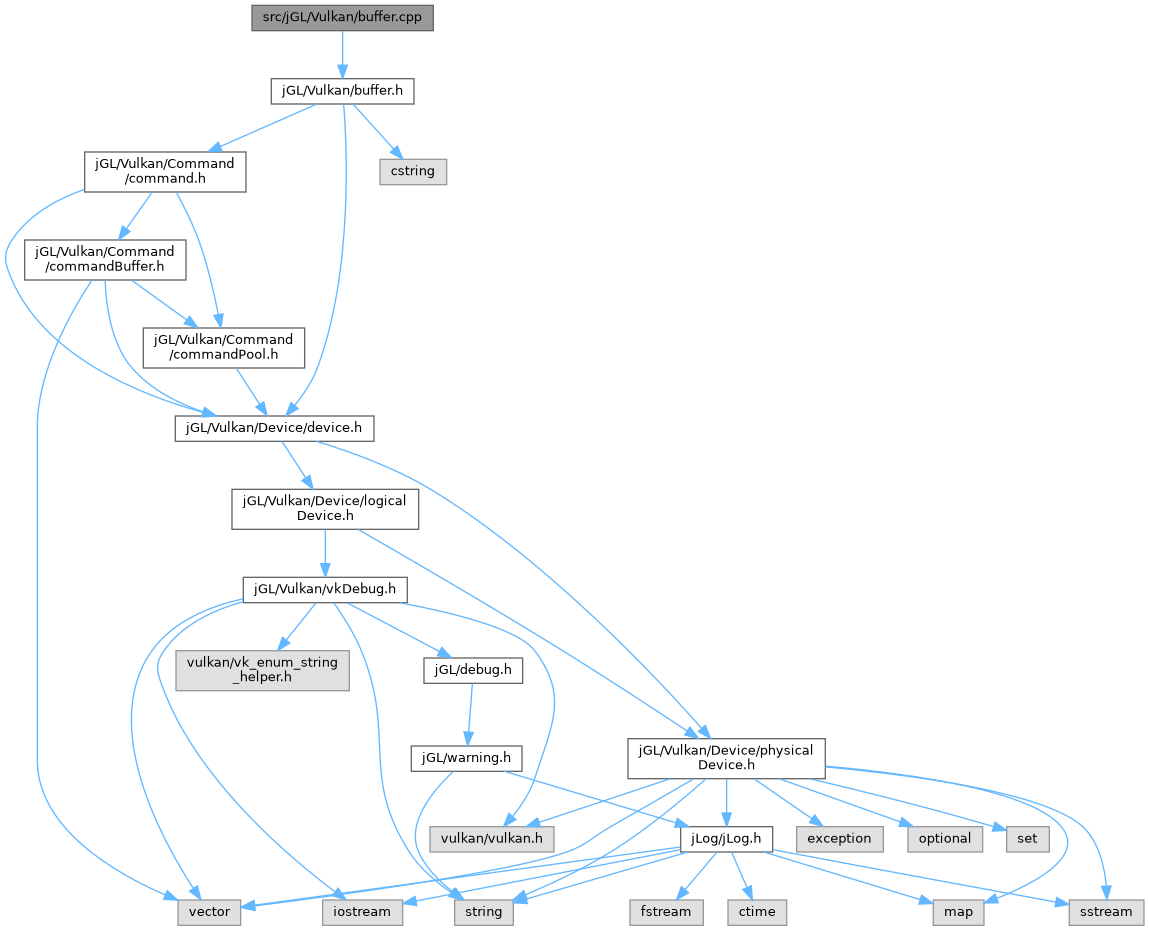 src/jGL/Vulkan/buffer.cpp
jGL/Vulkan/buffer.h
jGL/Vulkan/Command
/command.h
cstring
jGL/Vulkan/Command
/commandBuffer.h
jGL/Vulkan/Command
/commandPool.h
jGL/Vulkan/Device/device.h
jGL/Vulkan/Device/logical
Device.h
jGL/Vulkan/vkDebug.h
vulkan/vk_enum_string
_helper.h
jGL/debug.h
jGL/warning.h
jGL/Vulkan/Device/physical
Device.h
vulkan/vulkan.h
jLog/jLog.h
exception
optional
set
vector
iostream
string
fstream
ctime
map
sstream